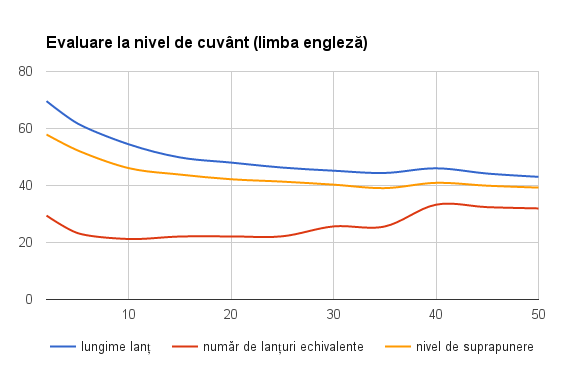 Evaluare la nivel de cuvânt (limba engleză)
80
60
40
20
0
10 20 30 40 50
lungime lanț număr de lanțuri echivalente nivel de suprapunere